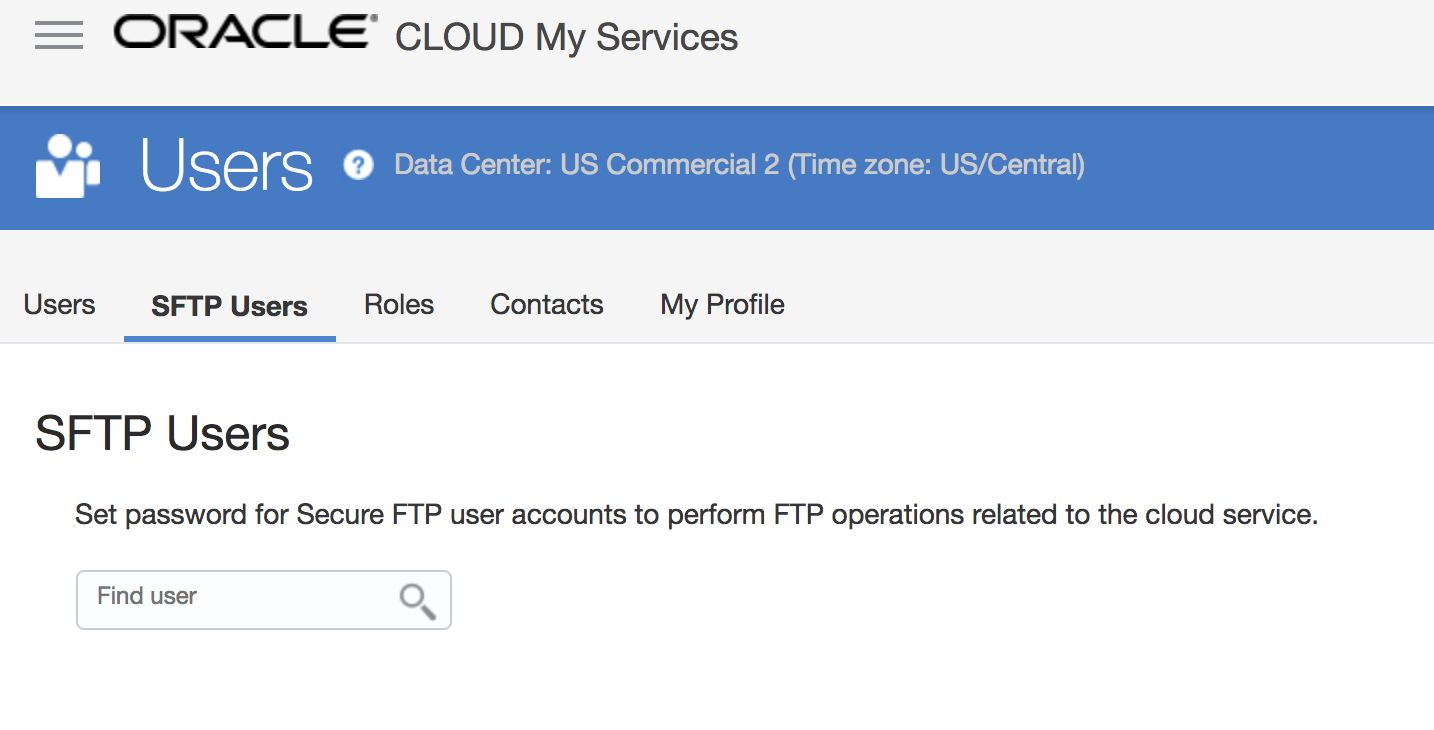 ORACLE® CLOUD My Services
Users ? Data Center: US Commercial 2 (Time zone: US/Central)
Users SFTP Users Roles Contacts My Profile
SFTP Users
Set password for Secure FTP user accounts to perform FTP operations related to the cloud service.
Find user